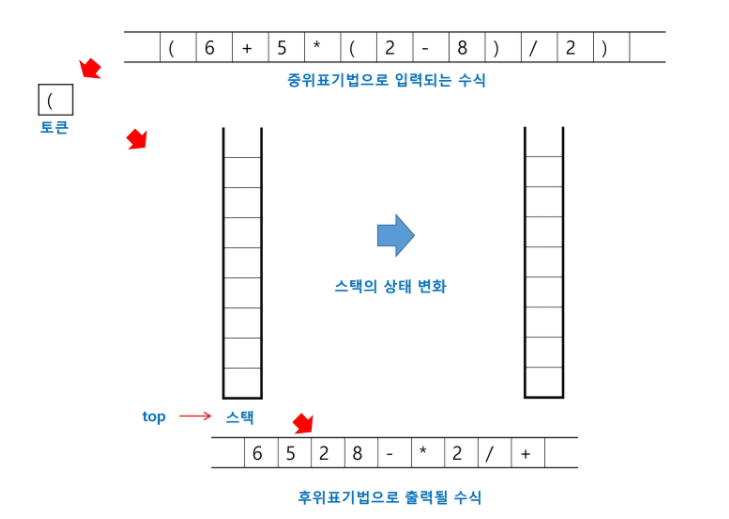 ( 6 + 5 * ( 2 - 8 ) / 2 )
중위표기법으로 입력되는 수식
(
토큰
스택의 상태 변화
top 스택
6 5 2 8 - * 2 / +
후위표기법으로 출력될 수식